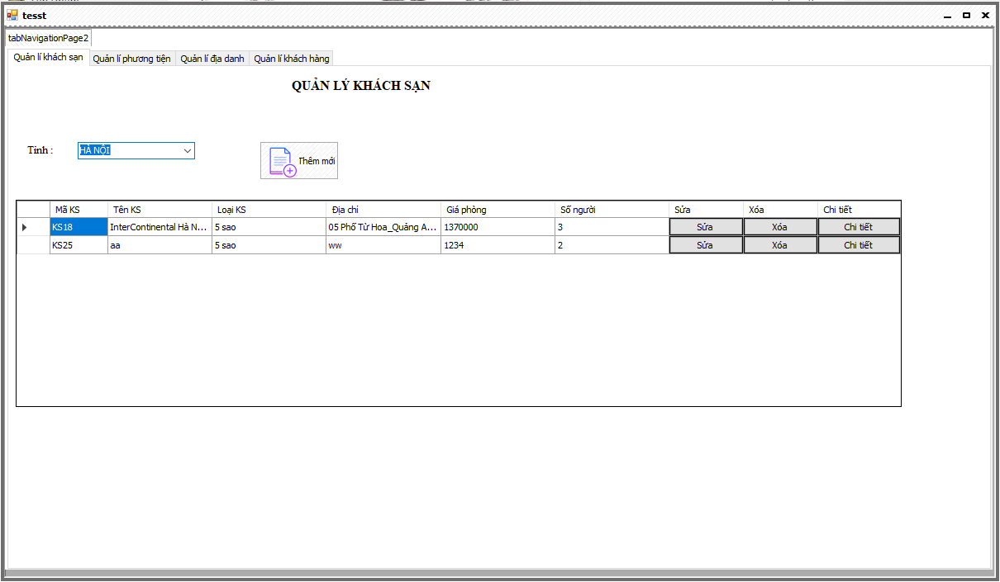 tesst
tabNavigationPage2
Quản lí khách sạn Quản lí phương tiện Quản lí địa danh Quản lí khách hàng
QUẢN LÝ KHÁCH SẠN
Tỉnh : HÀ NỘI Thêm mới
Mã KS Tên KS Loại KS Địa chỉ Giá phòng Số người Sửa Xóa Chi tiết
KS18 InterContinental Hà N... 5 sao 05 Phố Từ Hoa_Quảng A... 1370000 3 Sửa Xóa Chi tiết
KS25 aa 5 sao ww 1234 2 Sửa Xóa Chi tiết